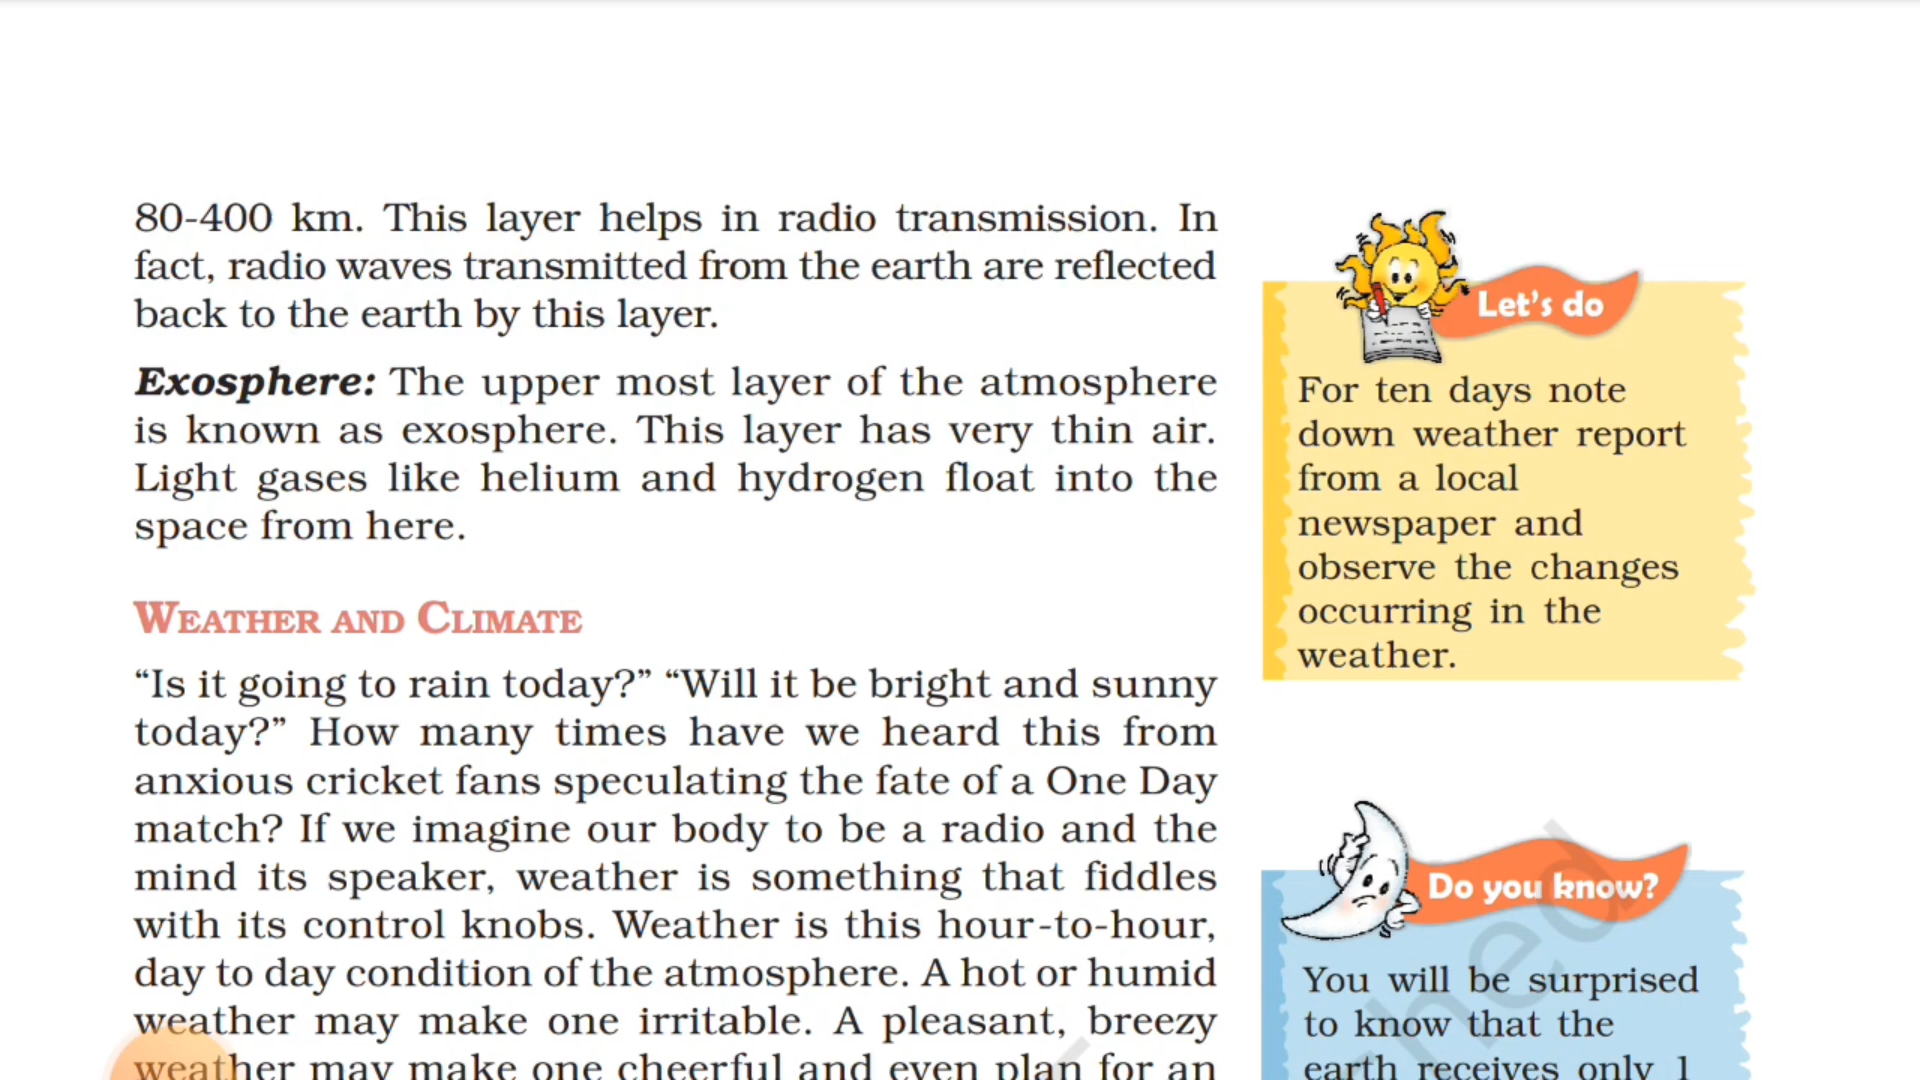 80-400 km. This layer helps in radio transmission. In
fact, radio waves transmitted from the earth are reflected
back to the earth by this layer.
Exosphere: The upper most layer of the atmosphere
is known as exosphere. This layer has very thin air.
Light gases like helium and hydrogen float into the
space from here.
WEATHER AND CLIMATE
“Is it going to rain today?” “Will it be bright and sunny
today?” How many times have we heard this from
anxious cricket fans speculating the fate of a One Day
match? If we imagine our body to be a radio and the
mind its speaker, weather is something that fiddles
with its control knobs. Weather is this hour-to-hour,
day to day condition of the atmosphere. A hot or humid
weather may make one irritable. A pleasant, breezy
weather may make one cheerful and even plan for an
Let’s do
For ten days note
down weather report
from a local
newspaper and
observe the changes
occurring in the
weather.
Do you know?
You will be surprised
to know that the
earth receives only 1